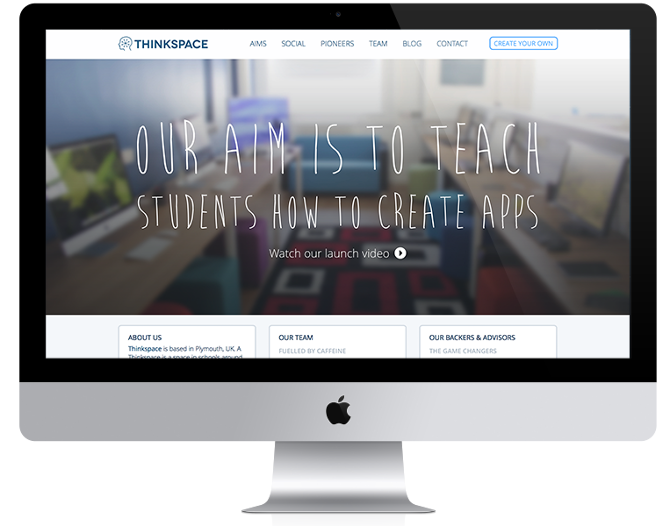 THINKSPACE
AIMS SOCIAL PIONEERS TEAM BLOG CONTACT CREATE YOUR OWN
OUR AIM IS TO TEACH
STUDENTS HOW TO CREATE APPS
Watch our launch video
ABOUT US
Thinkspace is based in Plymouth, UK. A
Thinkspace is a space in schools around
OUR TEAM
FUELLED BY CAFFEINE
OUR BACKERS & ADVISORS
THE GAME CHANGERS